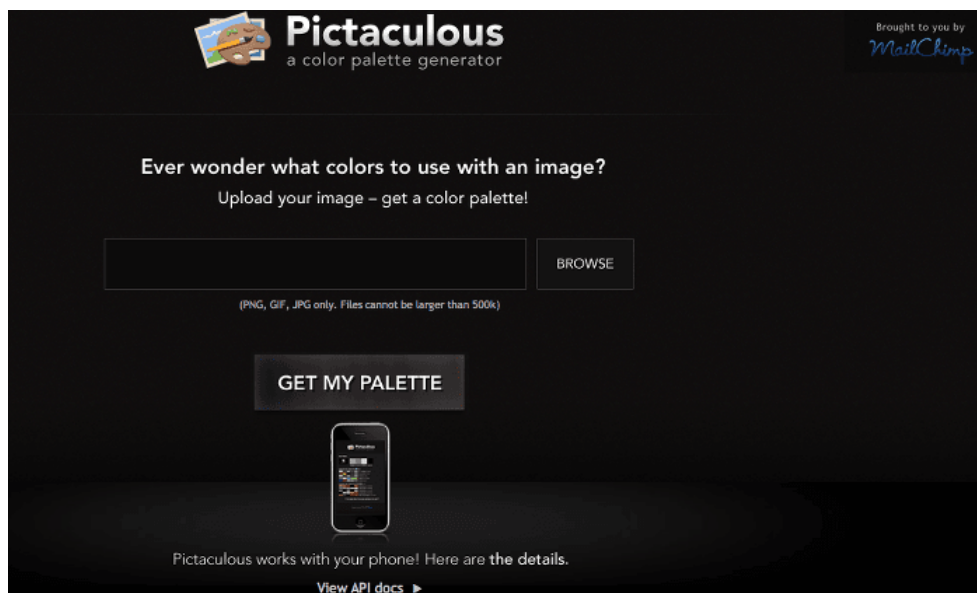 Pictaculous
a color palette generator
Brought to you by
MailChimp
Ever wonder what colors to use with an image?
Upload your image – get a color palette!
BROWSE
(PNG, GIF, JPG only. Files cannot be larger than 500k)
GET MY PALETTE
Pictaculous
Pictaculous works with your phone! Here are the details.
View API docs ▶